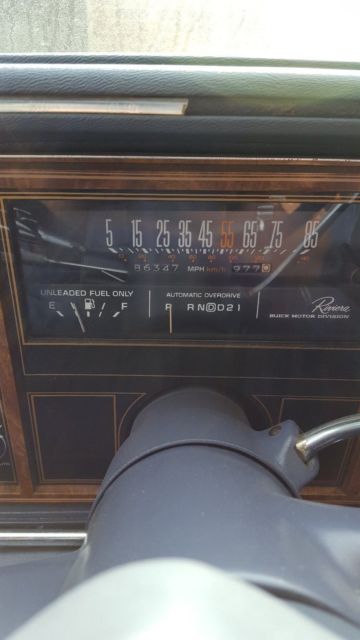 5 15 25 35 45 55 65 75 85
86347 MPH km/h 977
UNLEADED FUEL ONLY
E F
AUTOMATIC OVERDRIVE
P R N D D 2 1
Riviera
BUICK MOTOR DIVISION